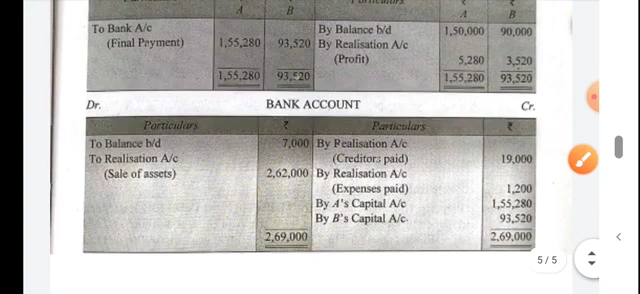 A B A B
To Bank A/c By Balance b/d 1,50,000 90,000
(Final Payment) 1,55,280 93,520 By Realisation A/c
(Profit) 5,280 3,520
1,55,280 93,520 1,55,280 93,520
Dr. BANK ACCOUNT Cr.
Particulars ₹ Particulars ₹
To Balance b/d 7,000 By Realisation A/c
To Realisation A/c (Creditors paid) 19,000
(Sale of assets) 2,62,000 By Realisation A/c
(Expenses paid) 1,200
By A's Capital A/c 1,55,280
By B's Capital A/c 93,520
2,69,000 2,69,000
5 / 5